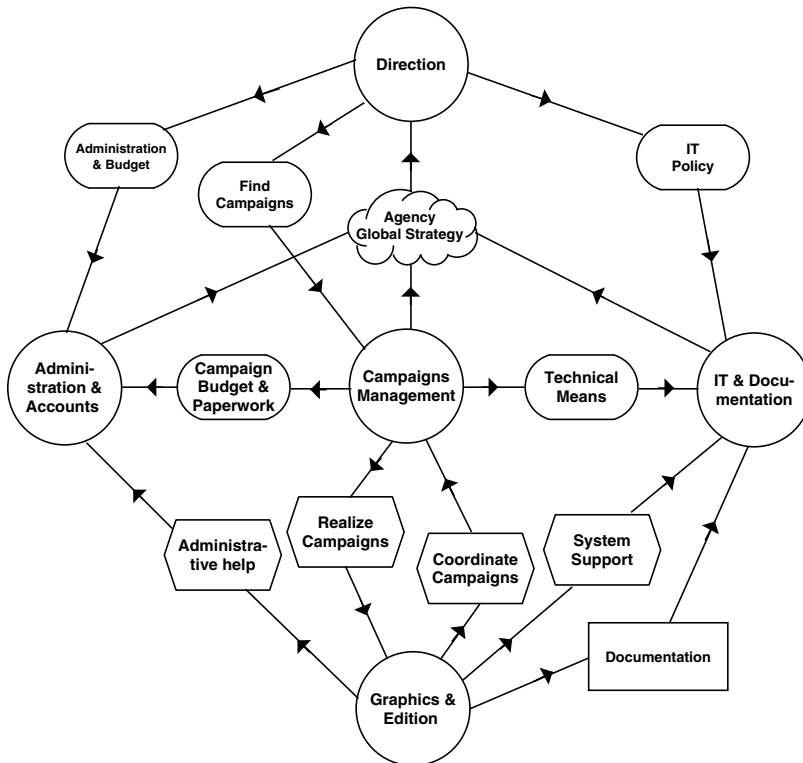 Direction
Administration
& Budget
IT
Policy
Find
Campaigns
Agency
Global Strategy
Admini-
stration &
Accounts
Campaign
Budget &
Paperwork
Campaigns
Management
Technical
Means
IT & Docu-
mentation
Realize
Campaigns
Administra-
tive help
Coordinate
Campaigns
System
Support
Documentation
Graphics &
Edition